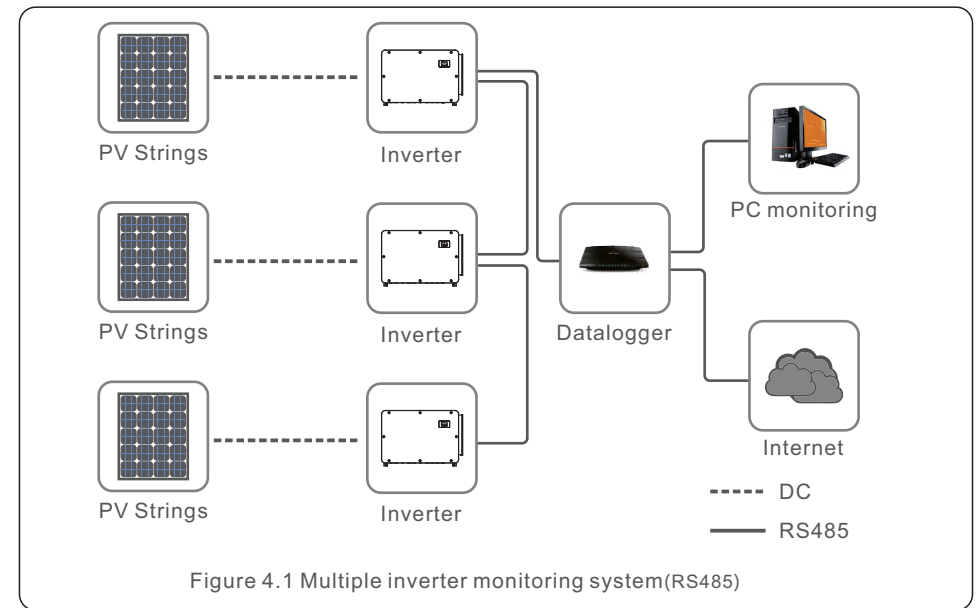 PV Strings
Inverter
PC monitoring
PV Strings
Inverter
Datalogger
Internet
PV Strings
Inverter
DC
RS485
Figure 4.1 Multiple inverter monitoring system(RS485)